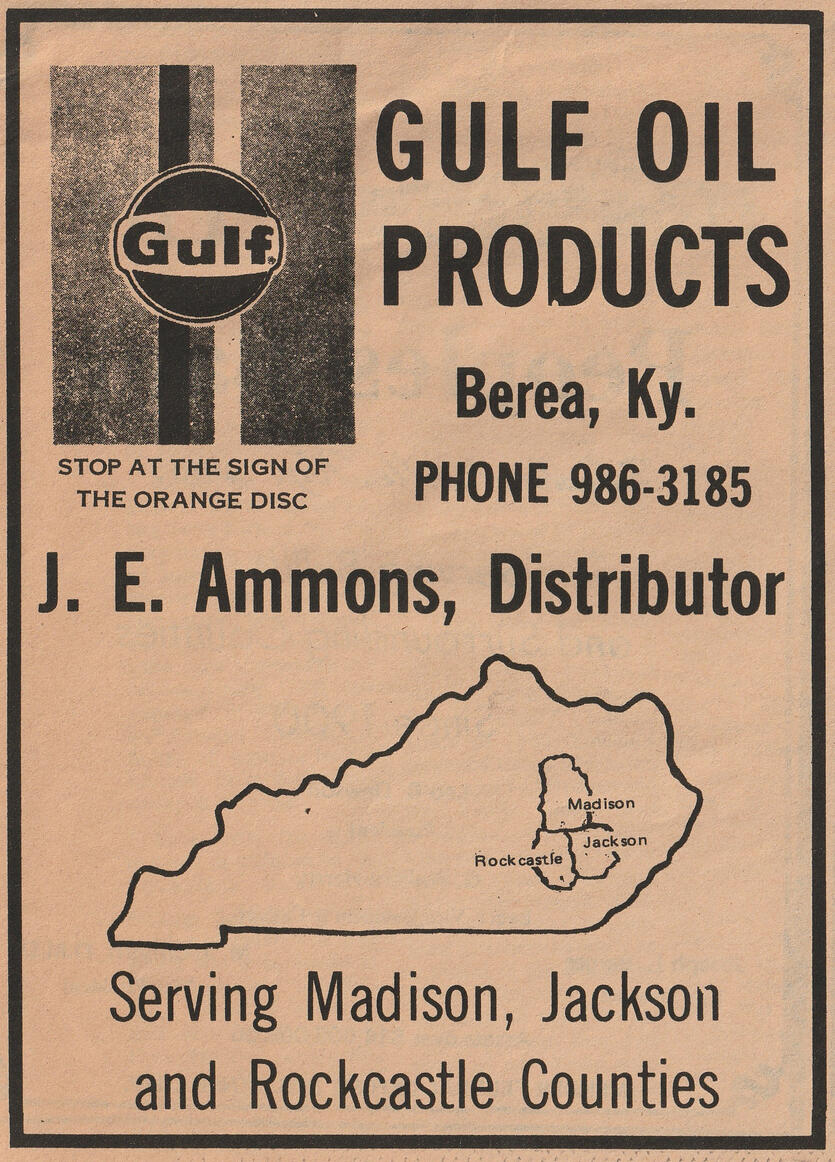 Gulf
STOP AT THE SIGN OF
THE ORANGE DISC
GULF OIL
PRODUCTS
Berea, Ky.
PHONE 986-3185
J. E. Ammons, Distributor
Madison
Jackson
Rockcastle
Serving Madison, Jackson
and Rockcastle Counties